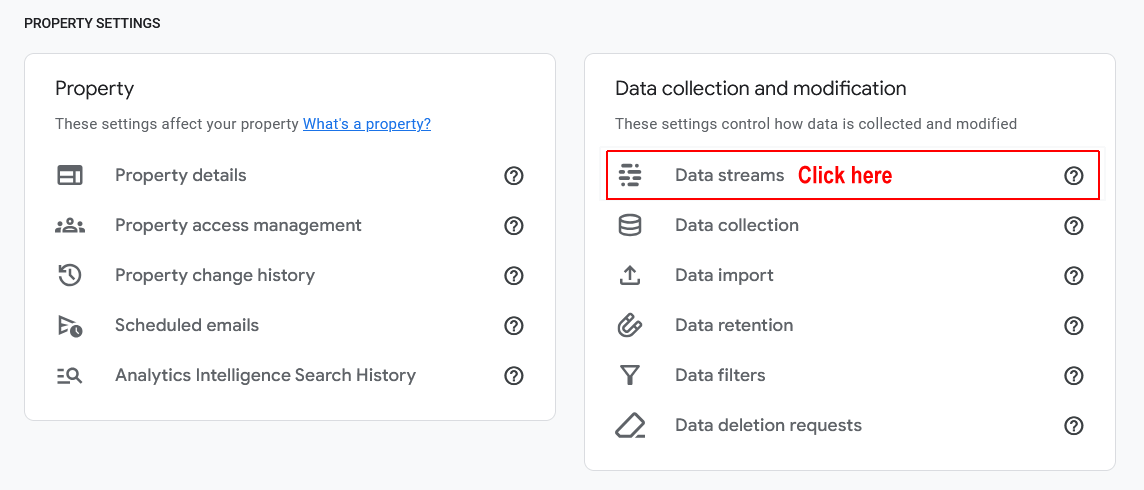 PROPERTY SETTINGS
Property
These settings affect your property What's a property?
Property details
Property access management
Property change history
Scheduled emails
Analytics Intelligence Search History
Data collection and modification
These settings control how data is collected and modified
Data streams Click here
Data collection
Data import
Data retention
Data filters
Data deletion requests